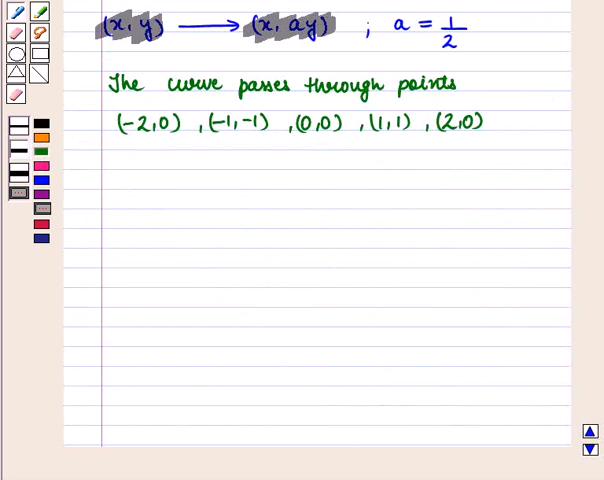 (x, y) ⟶ (x, ay) ; a = 1/2
The curve passes through points
(-2,0) , (-1,-1) , (0,0) , (1,1) , (2,0)